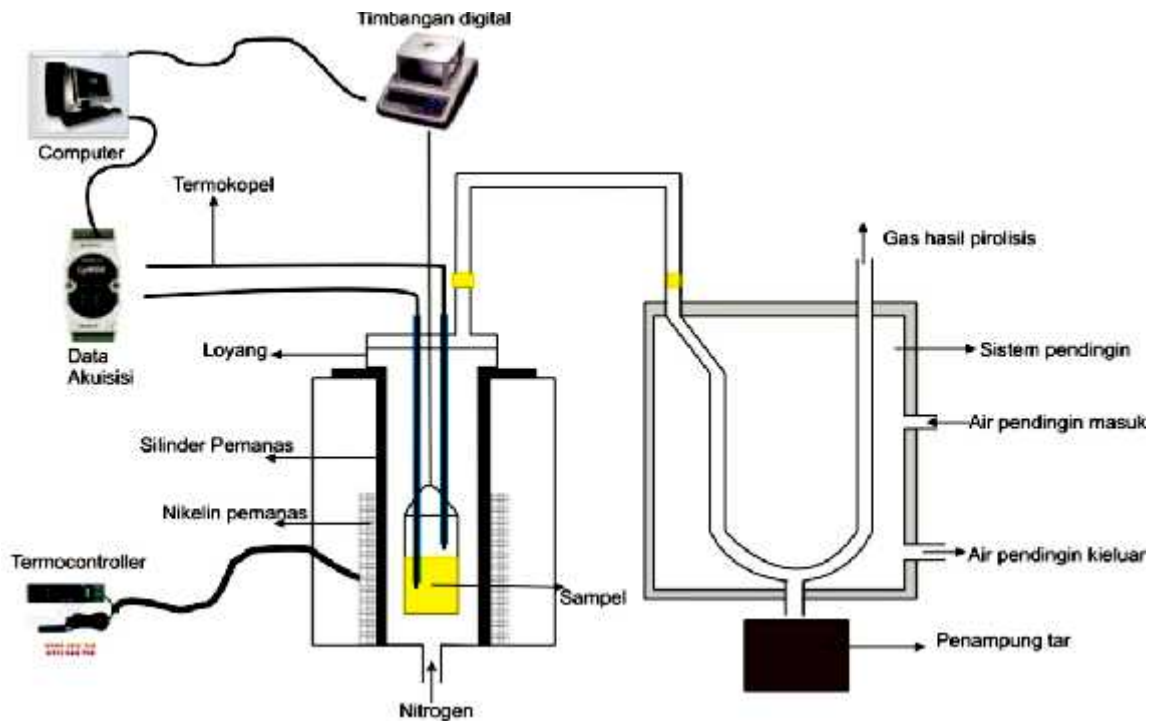 Timbangan digital
Computer
Termokopel
Gas hasil pirolisis
Data
Akuisisi
Loyang
Sistem pendingin
Air pendingin masuk
Silinder Pemanas
Nikelin pemanas
Air pendingin kieluar
Termocontroller
Sampel
Penampung tar
Nitrogen